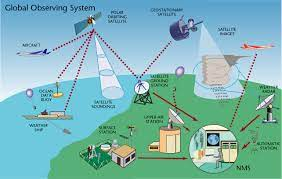 Global Observing System
POLAR
ORBITING
SATELLITE
GEOSTATIONARY
SATELLITE
SATELLITE
IMAGES
AIRCRAFT
OCEAN
DATA
BUOY
SATELLITE
SOUNDINGS
SATELLITE
GROUND
STATION
WEATHER
RADAR
WEATHER
SHIP
SURFACE
STATION
UPPER-AIR
STATION
AUTOMATIC
STATION
NMS